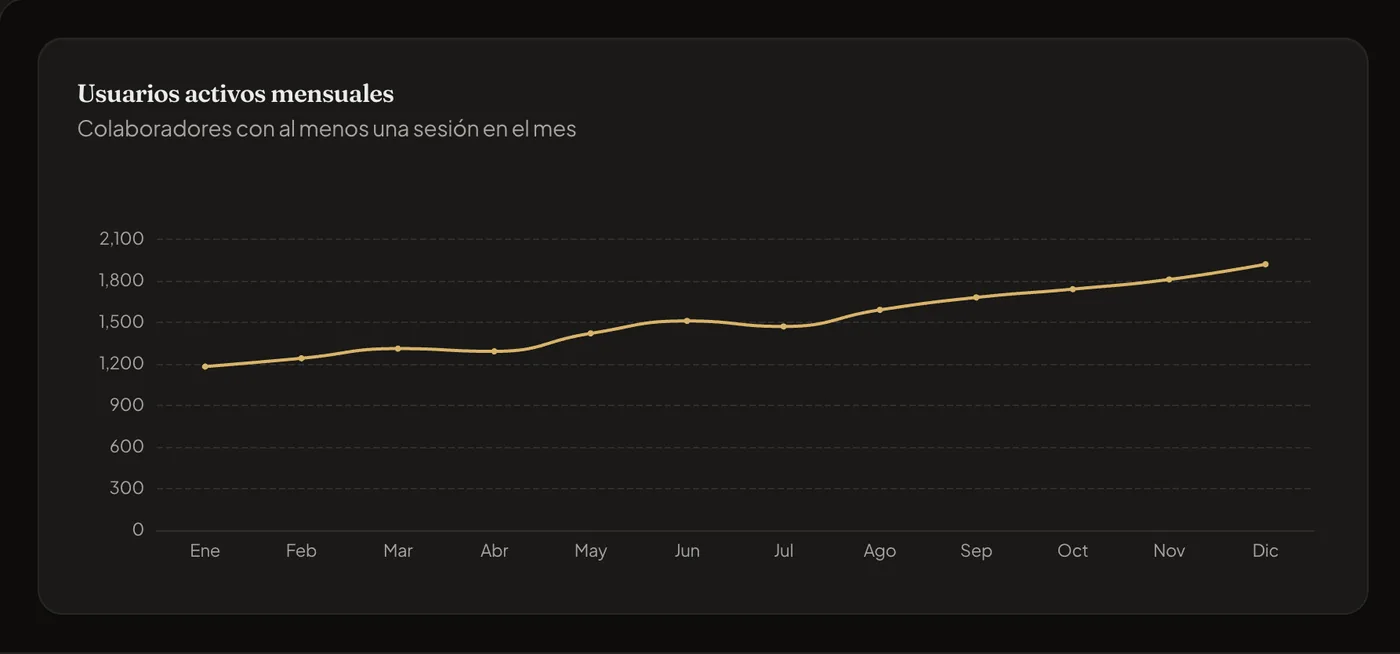 Usuarios activos mensuales
Colaboradores con al menos una sesión en el mes
2,100
1,800
1,500
1,200
900
600
300
0
Ene Feb Mar Abr May Jun Jul Ago Sep Oct Nov Dic